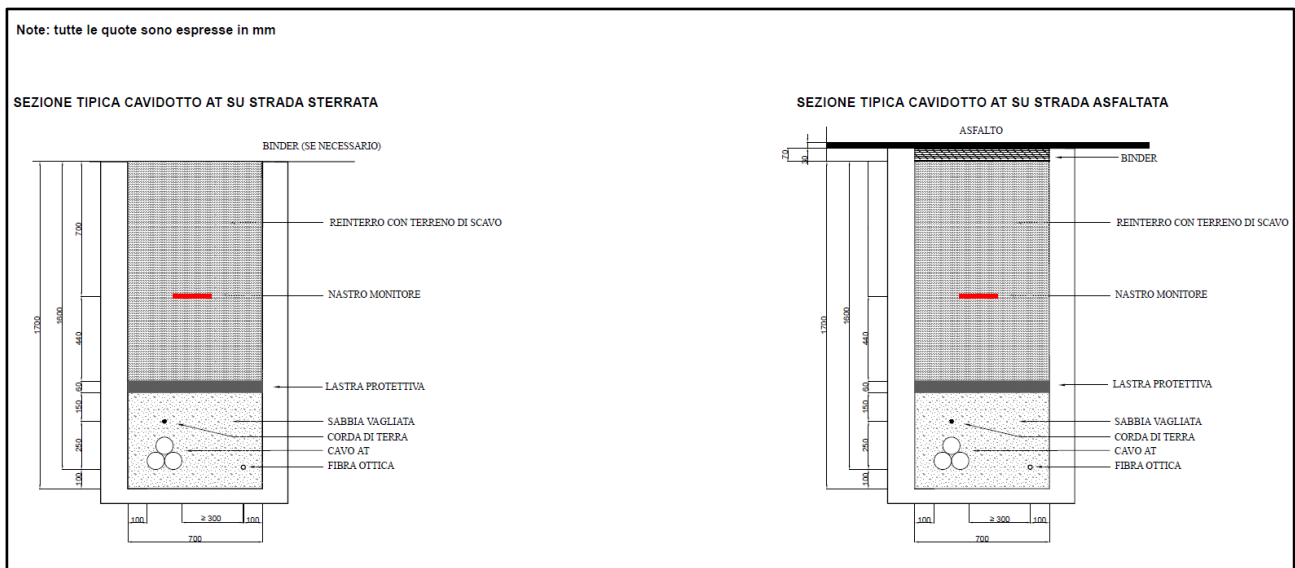 Note: tutte le quote sono espresse in mm
SEZIONE TIPICA CAVIDOTTO AT SU STRADA STERRATA
BINDER (SE NECESSARIO)
REINTERRO CON TERRENO DI SCAVO
NASTRO MONITORE
LASTRA PROTETTIVA
SABBIA VAGLIATA
CORDA DI TERRA
CAVO AT
FIBRA OTTICA
1700
1600
700
440
60
150
250
100
100
≥ 300
100
700
SEZIONE TIPICA CAVIDOTTO AT SU STRADA ASFALTATA
ASFALTO
BINDER
REINTERRO CON TERRENO DI SCAVO
NASTRO MONITORE
LASTRA PROTETTIVA
SABBIA VAGLIATA
CORDA DI TERRA
CAVO AT
FIBRA OTTICA
70
30
1700
1600
700
440
60
150
250
100
100
≥ 300
100
700